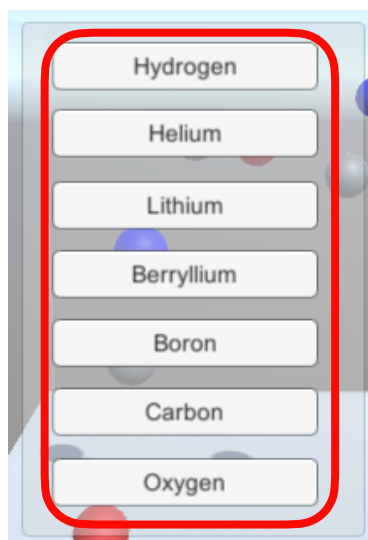 Hydrogen
Helium
Lithium
Berryllium
Boron
Carbon
Oxygen